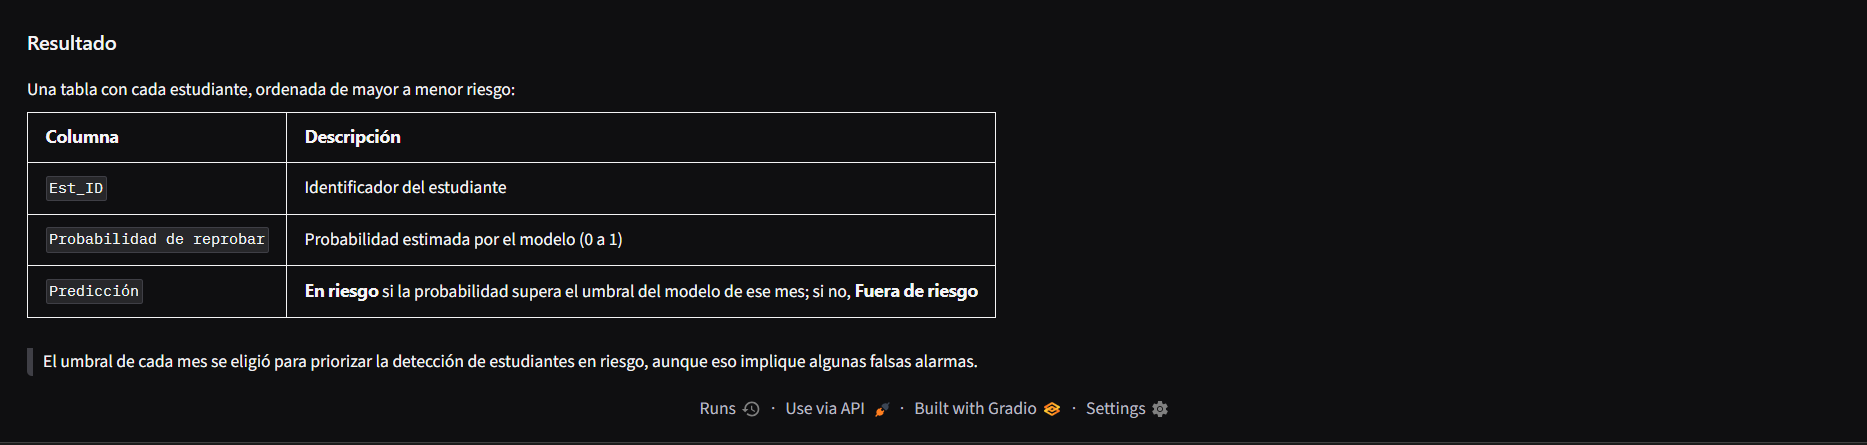 Resultado
Una tabla con cada estudiante, ordenada de mayor a menor riesgo:
Columna Descripción
Est_ID Identificador del estudiante
Probabilidad de reprobar Probabilidad estimada por el modelo (0 a 1)
Predicción En riesgo si la probabilidad supera el umbral del modelo de ese mes; si no, Fuera de riesgo
El umbral de cada mes se eligió para priorizar la detección de estudiantes en riesgo, aunque eso implique algunas falsas alarmas.
Runs · Use via API · Built with Gradio · Settings